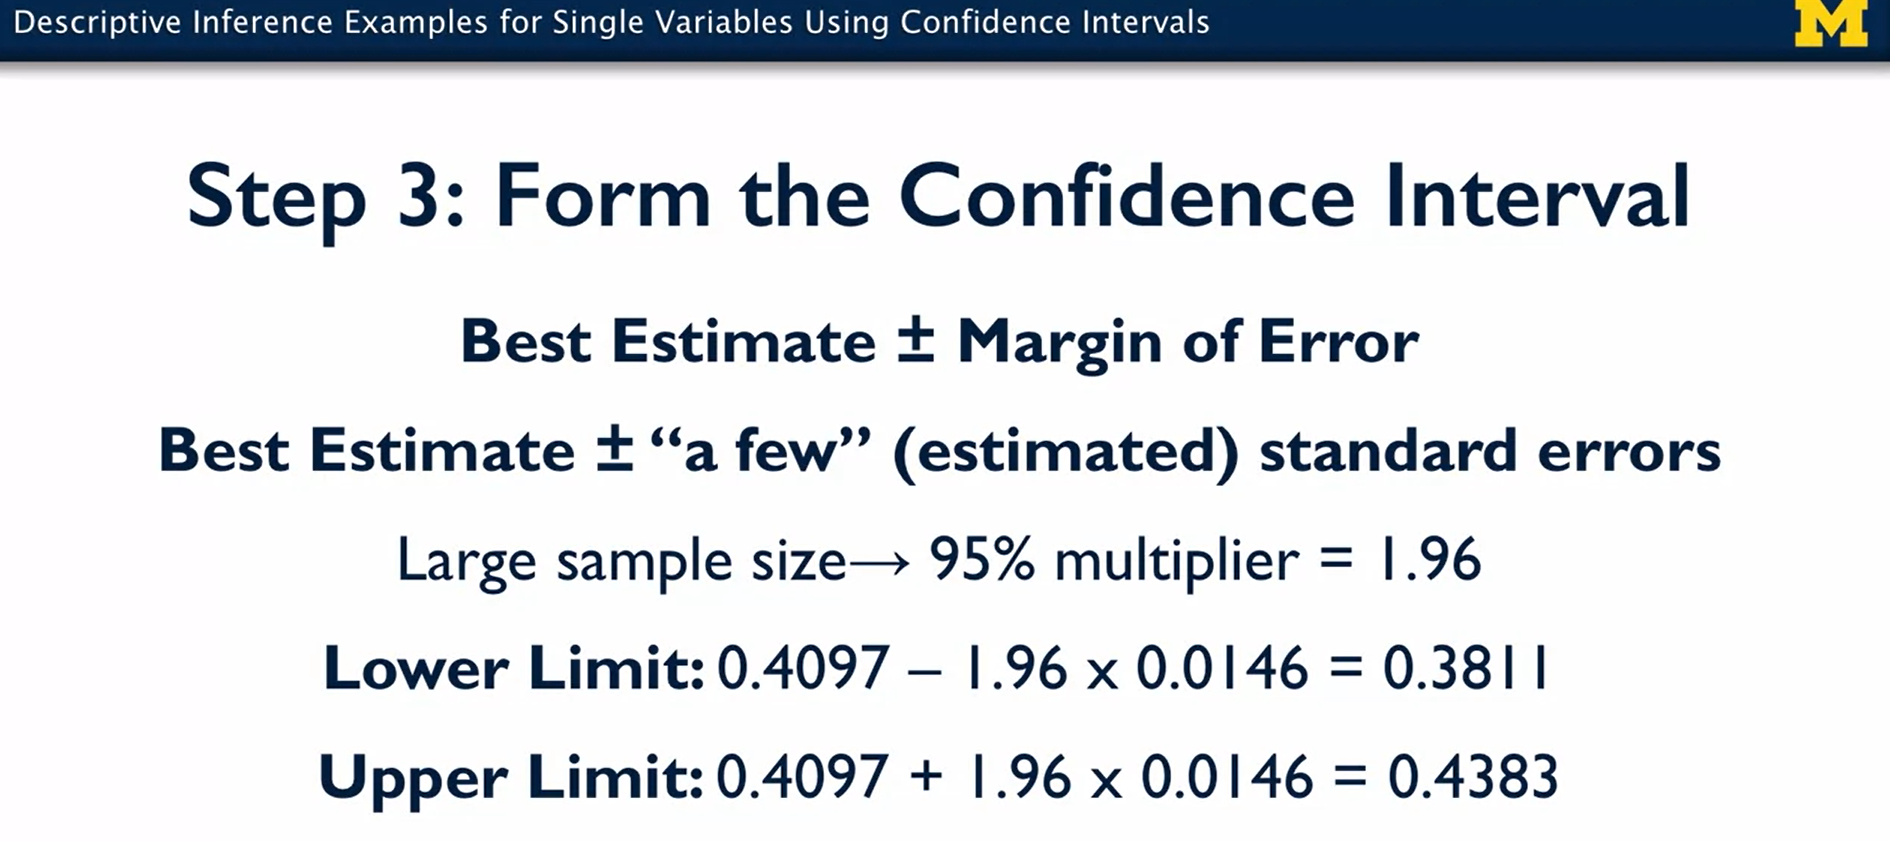 Descriptive Inference Examples for Single Variables Using Confidence Intervals
M
Step 3: Form the Confidence Interval
Best Estimate ± Margin of Error
Best Estimate ± “a few” (estimated) standard errors
Large sample size→ 95% multiplier = 1.96
Lower Limit: 0.4097 – 1.96 x 0.0146 = 0.3811
Upper Limit: 0.4097 + 1.96 x 0.0146 = 0.4383